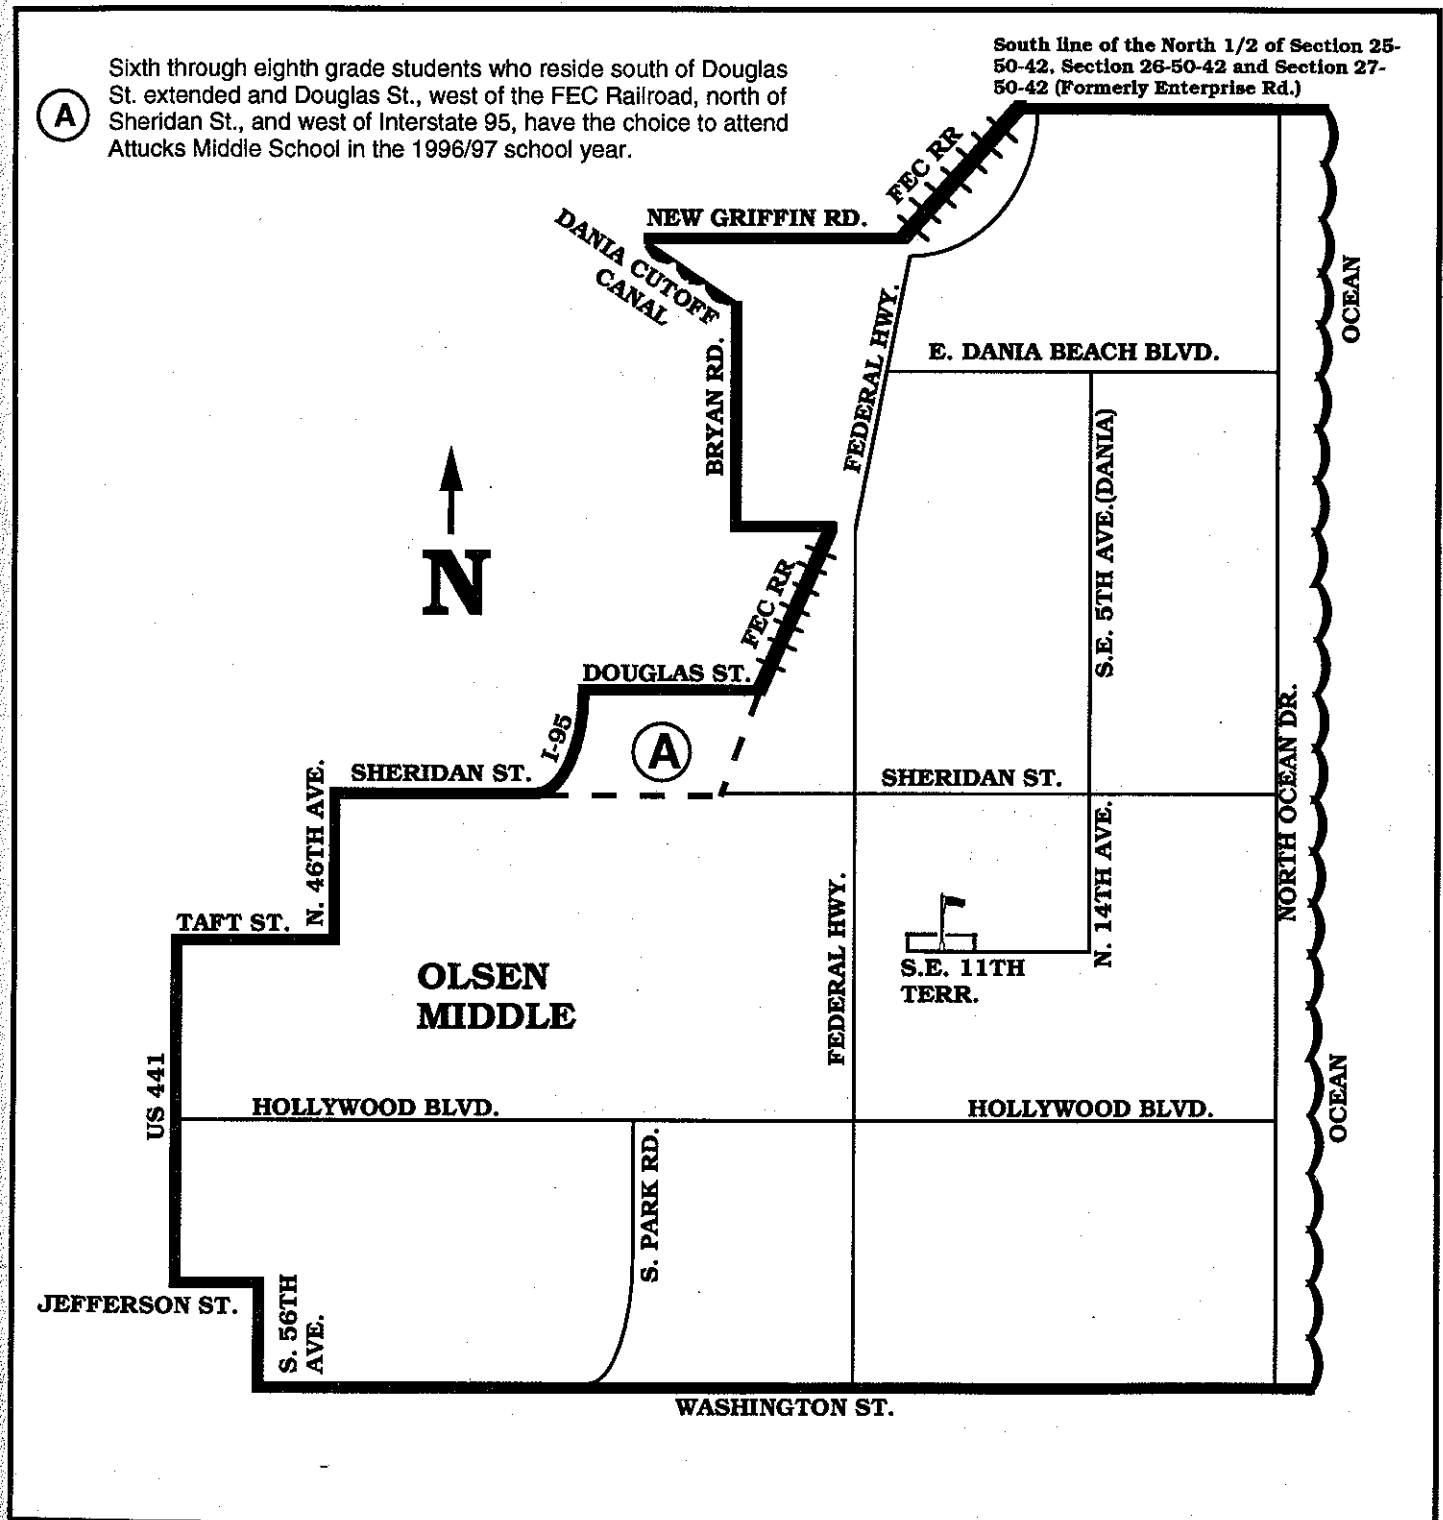 South line of the North 1/2 of Section 25-
50-42, Section 26-50-42 and Section 27-
50-42 (Formerly Enterprise Rd.)
A
Sixth through eighth grade students who reside south of Douglas
St. extended and Douglas St., west of the FEC Railroad, north of
Sheridan St., and west of Interstate 95, have the choice to attend
Attucks Middle School in the 1996/97 school year.
FEC RR
NEW GRIFFIN RD.
DANIA CUTOFF
CANAL
OCEAN
FEDERAL HWY.
E. DANIA BEACH BLVD.
BRYAN RD.
S.E. 5TH AVE.(DANIA)
N
FEC RR
DOUGLAS ST.
I-95
A
NORTH OCEAN DR.
SHERIDAN ST.
SHERIDAN ST.
N. 46TH AVE.
N. 14TH AVE.
TAFT ST.
FEDERAL HWY.
OLSEN
MIDDLE
S.E. 11TH
TERR.
US 441
OCEAN
HOLLYWOOD BLVD.
HOLLYWOOD BLVD.
S. PARK RD.
JEFFERSON ST.
S. 56TH
AVE.
WASHINGTON ST.